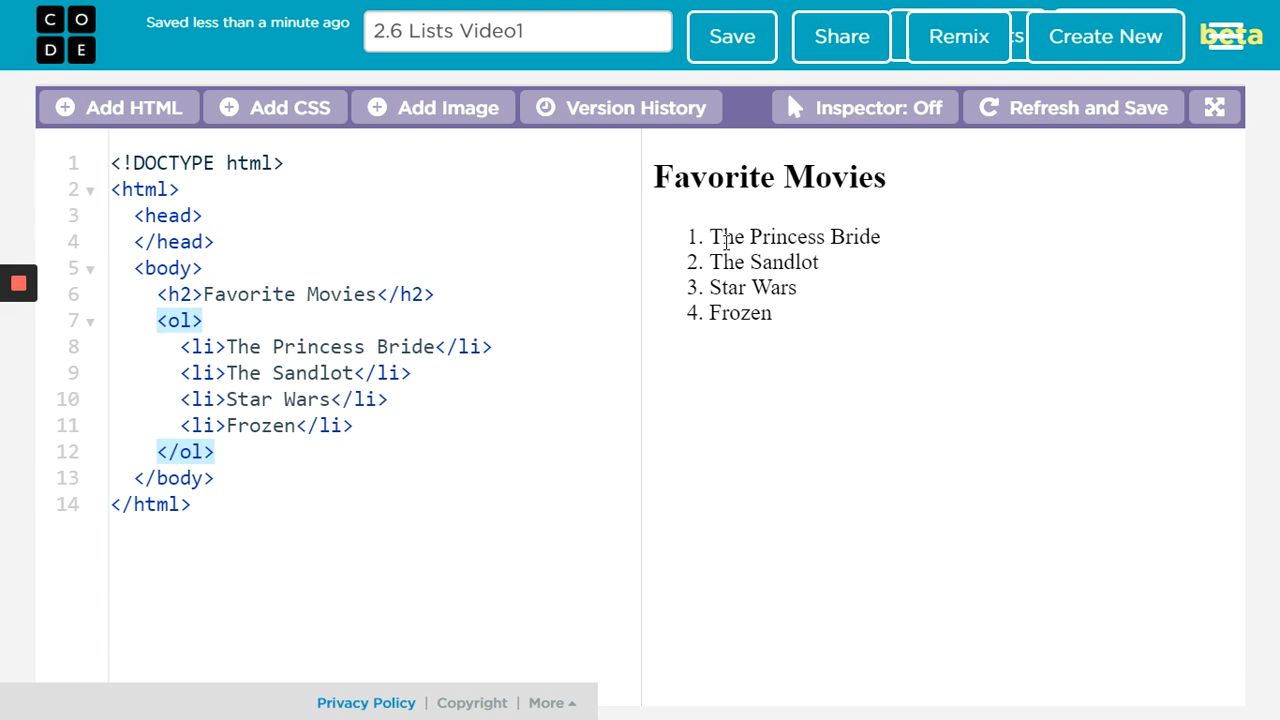 C O
D E
Saved less than a minute ago
2.6 Lists Video1
Save
Share
Remix
ts
Create New
beta
Add HTML
Add CSS
Add Image
Version History
Inspector: Off
Refresh and Save
1 <!DOCTYPE html>
2 <html>
3 <head>
4 </head>
5 <body>
6 <h2>Favorite Movies</h2>
7 <ol>
8 <li>The Princess Bride</li>
9 <li>The Sandlot</li>
10 <li>Star Wars</li>
11 <li>Frozen</li>
12 </ol>
13 </body>
14 </html>
Favorite Movies
1. The Princess Bride
2. The Sandlot
3. Star Wars
4. Frozen
Privacy Policy | Copyright | More